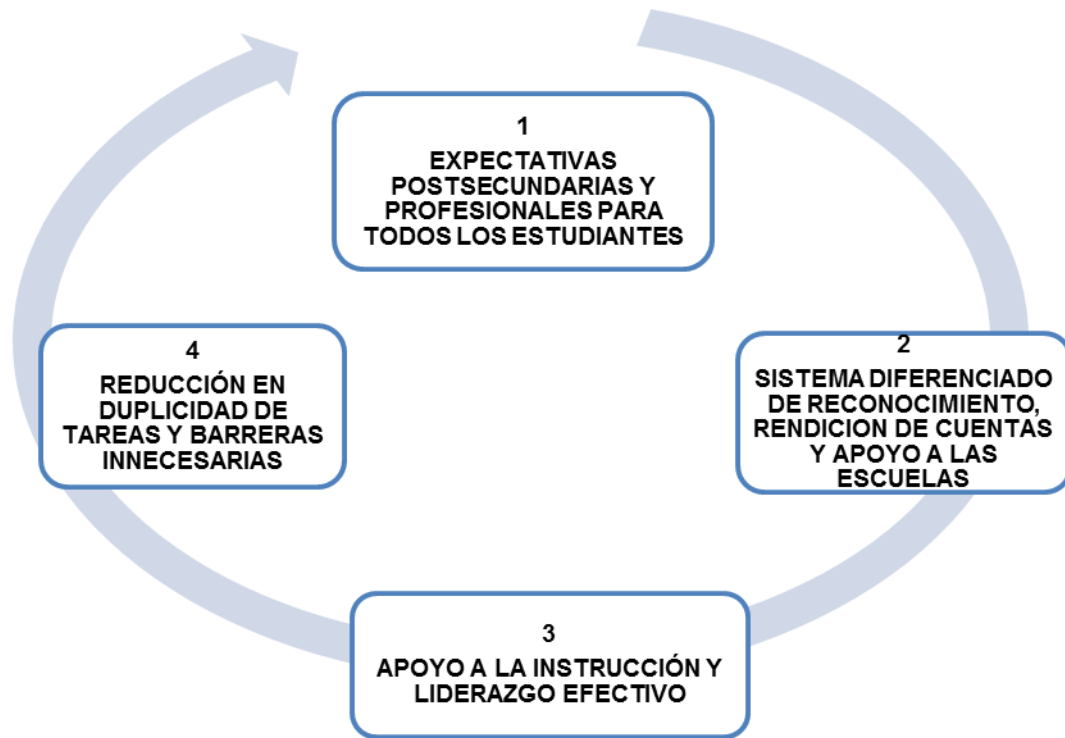 1
EXPECTATIVAS
POSTSECUNDARIAS Y
PROFESIONALES PARA
TODOS LOS ESTUDIANTES
2
SISTEMA DIFERENCIADO
DE RECONOCIMIENTO,
RENDICION DE CUENTAS
Y APOYO A LAS
ESCUELAS
3
APOYO A LA INSTRUCCIÓN Y
LIDERAZGO EFECTIVO
4
REDUCCIÓN EN
DUPLICIDAD DE
TAREAS Y BARRERAS
INNECESARIAS